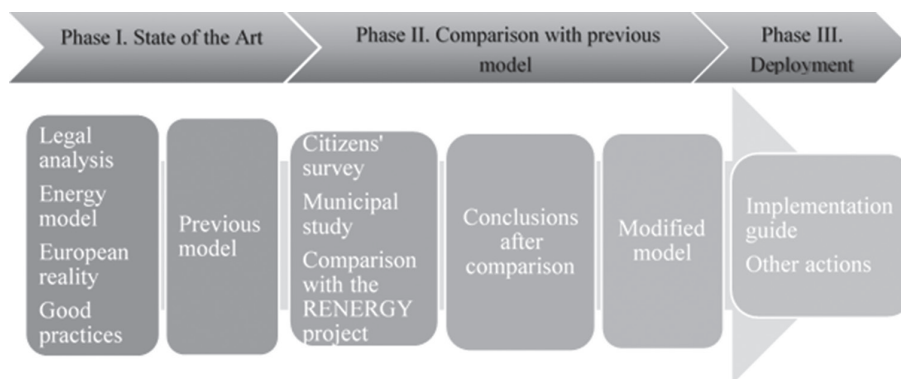 Phase I. State of the Art
Phase II. Comparison with previous
model
Phase III.
Deployment
Legal
analysis
Energy
model
European
reality
Good
practices
Previous
model
Citizens'
survey
Municipal
study
Comparison
with the
RENERGY
project
Conclusions
after
comparison
Modified
model
Implementation
guide
Other actions